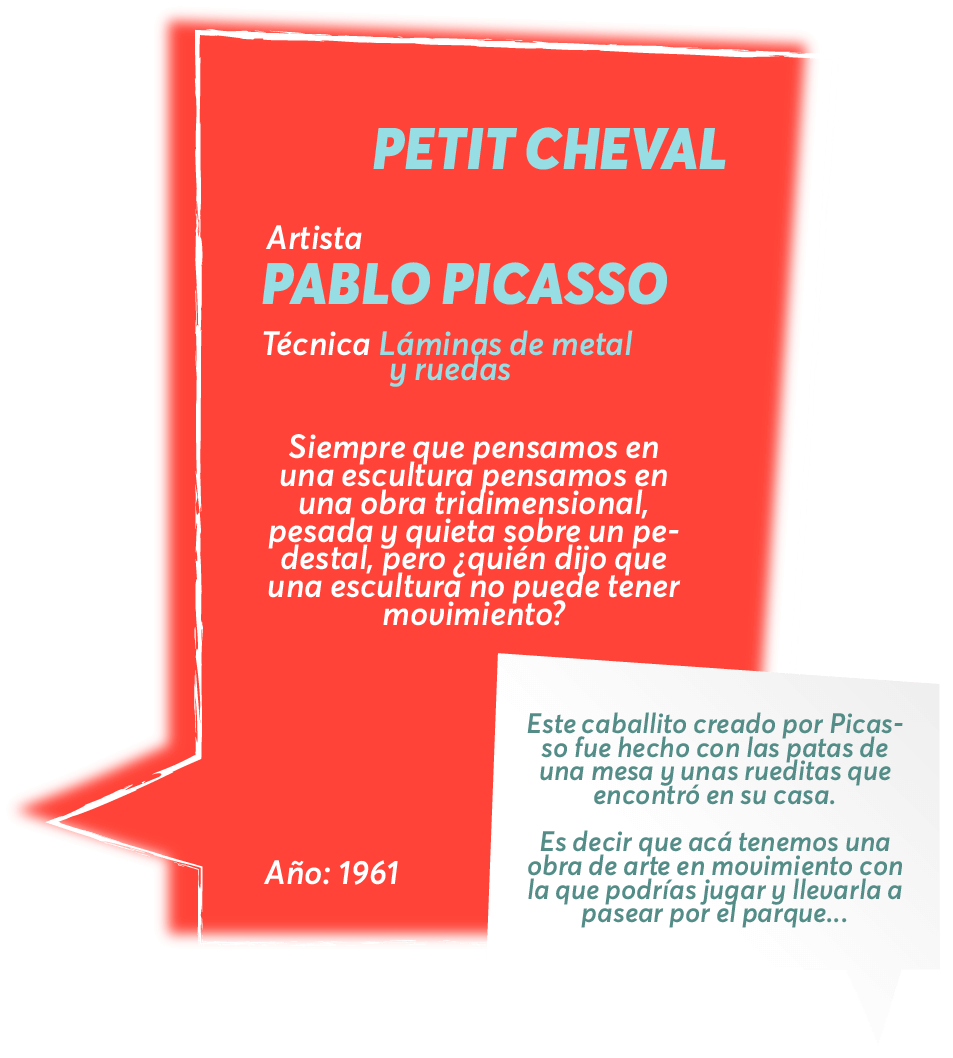 PETIT CHEVAL
Artista
PABLO PICASSO
Técnica Láminas de metal
y ruedas
Siempre que pensamos en
una escultura pensamos en
una obra tridimensional,
pesada y quieta sobre un pe-
destal, pero ¿quién dijo que
una escultura no puede tener
movimiento?
Año: 1961
Este caballito creado por Picas-
so fue hecho con las patas de
una mesa y unas rueditas que
encontró en su casa.
Es decir que acá tenemos una
obra de arte en movimiento con
la que podrías jugar y llevarla a
pasear por el parque...